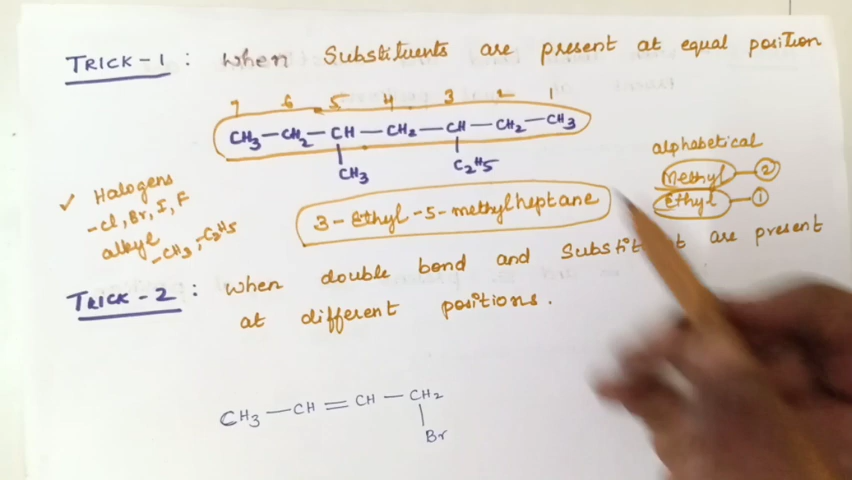 TRICK-1 : When Substituents are present at equal position
7 6 5 4 3 2 1
CH₃—CH₂—CH—CH₂—CH—CH₂—CH₃
CH₃ C₂H₅
alphabetical
Methyl—2
Ethyl—1
✓ Halogens
-Cl, Br, I, F
alkyl
-CH₃, -C₂H₅
3-Ethyl-5-methylheptane
TRICK-2 : when double bond and are present
at different positions.
CH₃—CH=CH—CH₂
Br